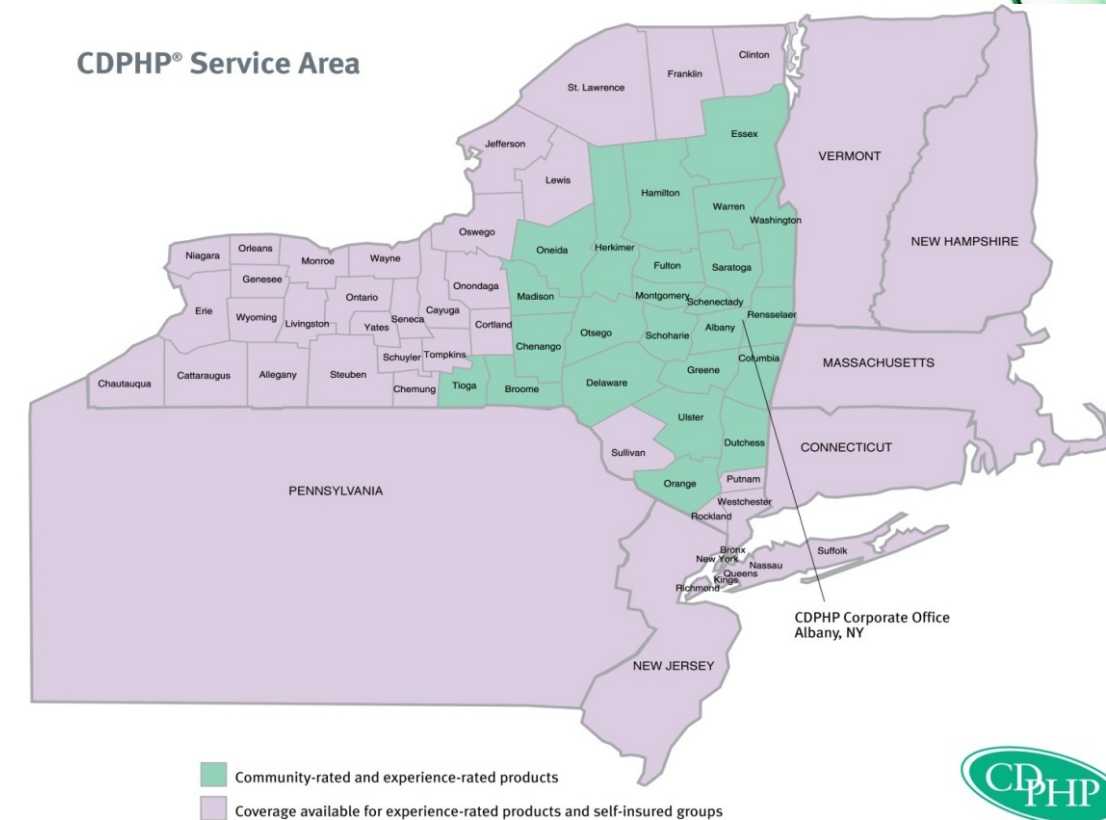 CDPHP® Service Area
Clinton
Franklin
St. Lawrence
Essex
Jefferson
VERMONT
Lewis
Hamilton
Warren
Washington
Oswego
NEW HAMPSHIRE
Oneida
Herkimer
Niagara
Orleans
Monroe
Wayne
Fulton
Saratoga
Genesee
Onondaga
Madison
Montgomery
Schenectady
Ontario
Erie
Wyoming
Livingston
Seneca
Cayuga
Rensselaer
Yates
Cortland
Otsego
Schoharie
Albany
Chenango
Schuyler
Tompkins
Columbia
MASSACHUSETTS
Greene
Chautauqua
Cattaraugus
Allegany
Steuben
Chemung
Tioga
Broome
Delaware
Ulster
Dutchess
CONNECTICUT
Sullivan
Putnam
Orange
PENNSYLVANIA
Westchester
Rockland
Bronx
New York
Suffolk
Nassau
Queens
Kings
Richmond
CDPHP Corporate Office
Albany, NY
NEW JERSEY
Community-rated and experience-rated products
Coverage available for experience-rated products and self-insured groups
CDPHP